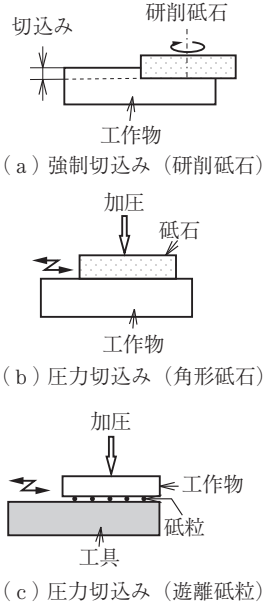 研削砥石
切込み
工作物
(a)強制切込み(研削砥石)
加圧
砥石
工作物
(b)圧力切込み(角形砥石)
加圧
工作物
砥粒
工具
(c)圧力切込み(遊離砥粒)